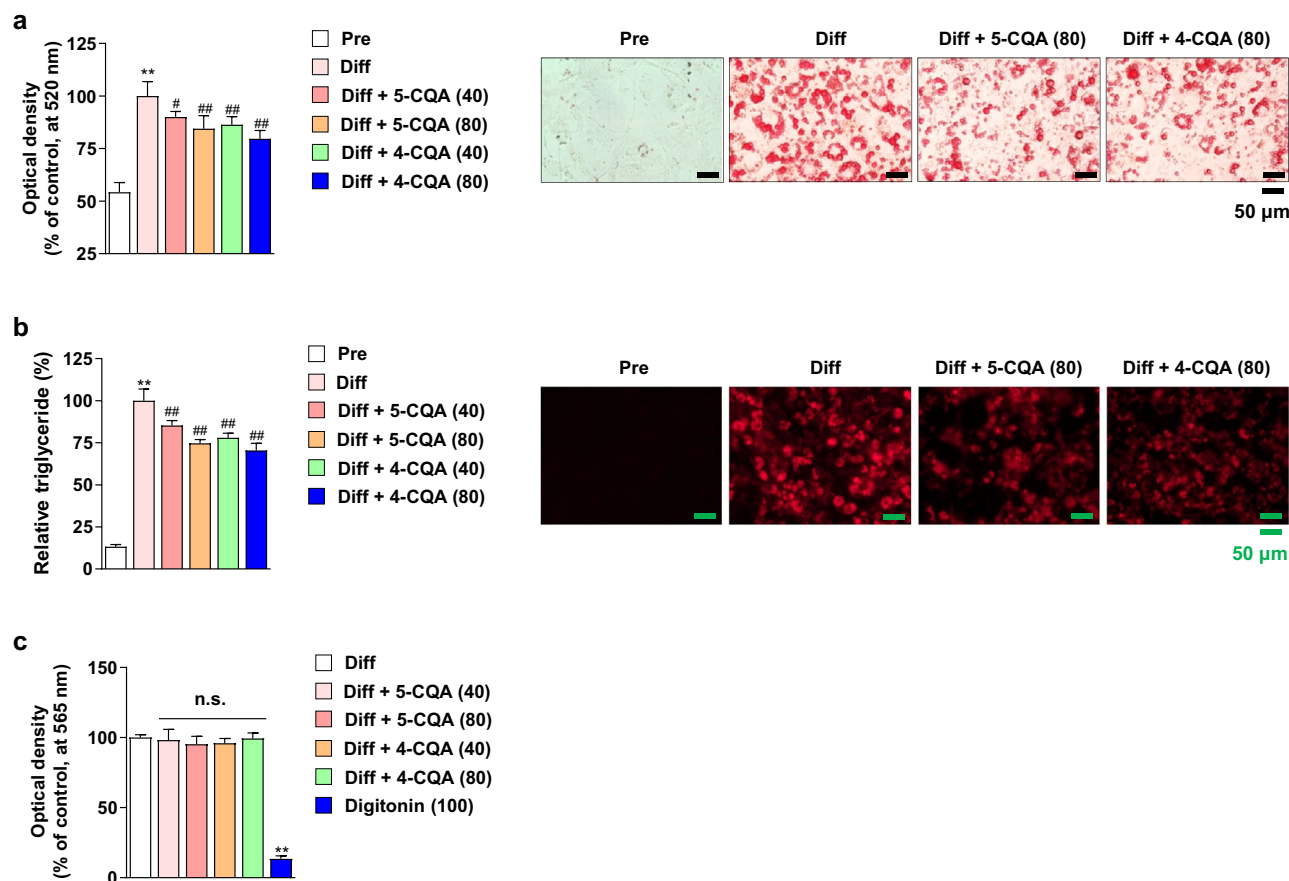 a
Optical density
(% of control, at 520 nm)
125
100
75
50
25
**
#
##
##
##
Pre
Diff
Diff + 5-CQA (40)
Diff + 5-CQA (80)
Diff + 4-CQA (40)
Diff + 4-CQA (80)
Pre
Diff
Diff + 5-CQA (80)
Diff + 4-CQA (80)
50 µm
b
Relative triglyceride (%)
125
100
75
50
25
0
**
##
##
##
##
Pre
Diff
Diff + 5-CQA (40)
Diff + 5-CQA (80)
Diff + 4-CQA (40)
Diff + 4-CQA (80)
Pre
Diff
Diff + 5-CQA (80)
Diff + 4-CQA (80)
50 µm
c
Optical density
(% of control, at 565 nm)
150
100
50
0
n.s.
**
Diff
Diff + 5-CQA (40)
Diff + 5-CQA (80)
Diff + 4-CQA (40)
Diff + 4-CQA (80)
Digitonin (100)